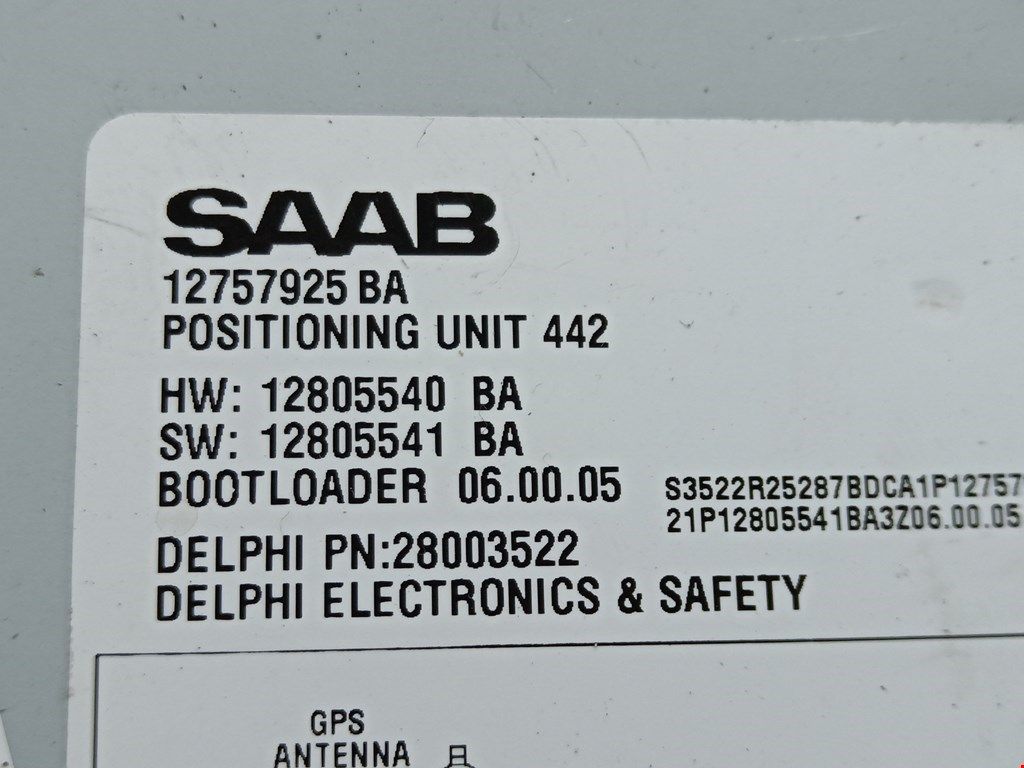 SAAB
12757925 BA
POSITIONING UNIT 442
HW: 12805540 BA
SW: 12805541 BA
BOOTLOADER 06.00.05
S3522R25287BDCA1P12757
21P12805541BA3Z06.00.05
DELPHI PN:28003522
DELPHI ELECTRONICS & SAFETY
GPS
ANTENNA